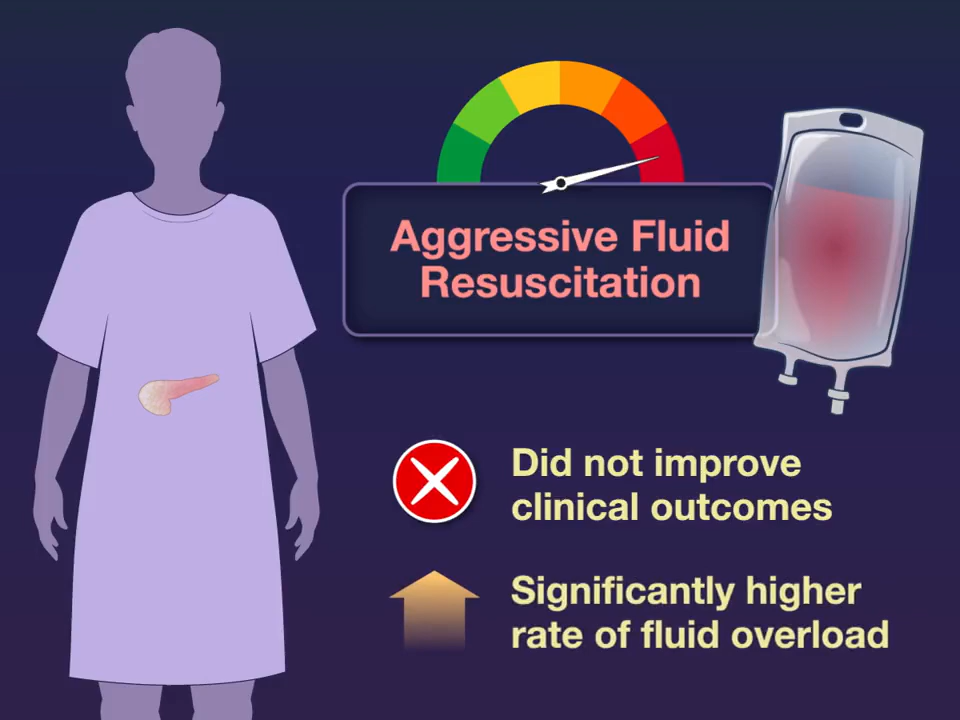 Aggressive Fluid
Resuscitation
Did not improve
clinical outcomes
Significantly higher
rate of fluid overload